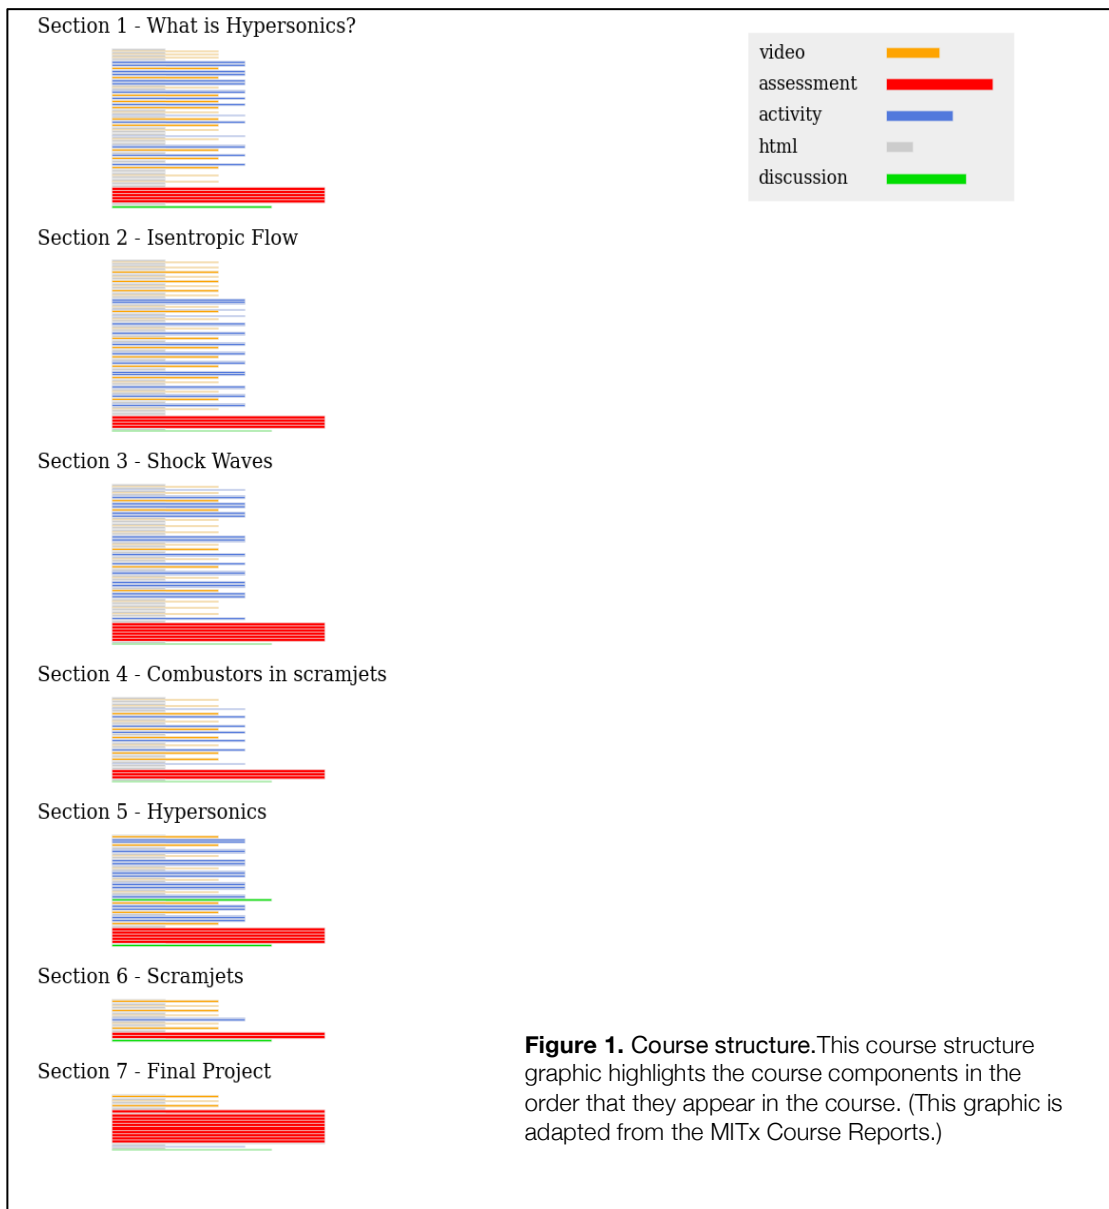 Section 1 - What is Hypersonics?
video
assessment
activity
html
discussion
Section 2 - Isentropic Flow
Section 3 - Shock Waves
Section 4 - Combustors in scramjets
Section 5 - Hypersonics
Section 6 - Scramjets
Section 7 - Final Project
Figure 1. Course structure.This course structure
graphic highlights the course components in the
order that they appear in the course. (This graphic is
adapted from the MITx Course Reports.)